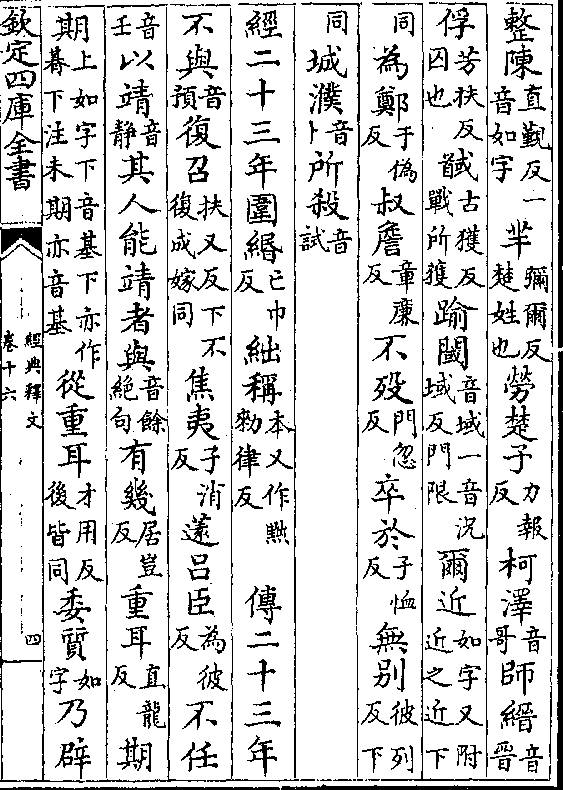 整陳直覲反一音如字羋彌爾反楚姓也勞楚子力報反柯澤音哥師縉音晉
俘芳扶反囚也馘古獲反戰所獲踰閾音域一音況域反門限爾近如字又附近之近下
同為鄭于偽反叔詹章廉反不歿門忽反卒於子恤反無別彼列反下
同城濮音卜所殺音試
經二十三年圍緡亡巾反絀稱本又作黜勑律反 傳二十三年
不與音預復召扶又反下不復成嫁同焦夷子消反薳呂臣為彼反不任
音壬以靖音静其人能靖者與音餘絕句有幾居豈反重耳直龍反期
期上如字下音基下亦作朞下注未期亦音基從重耳才用反後皆同委質如字乃辟
欽定四庫全書
經典釋文
卷十六
四